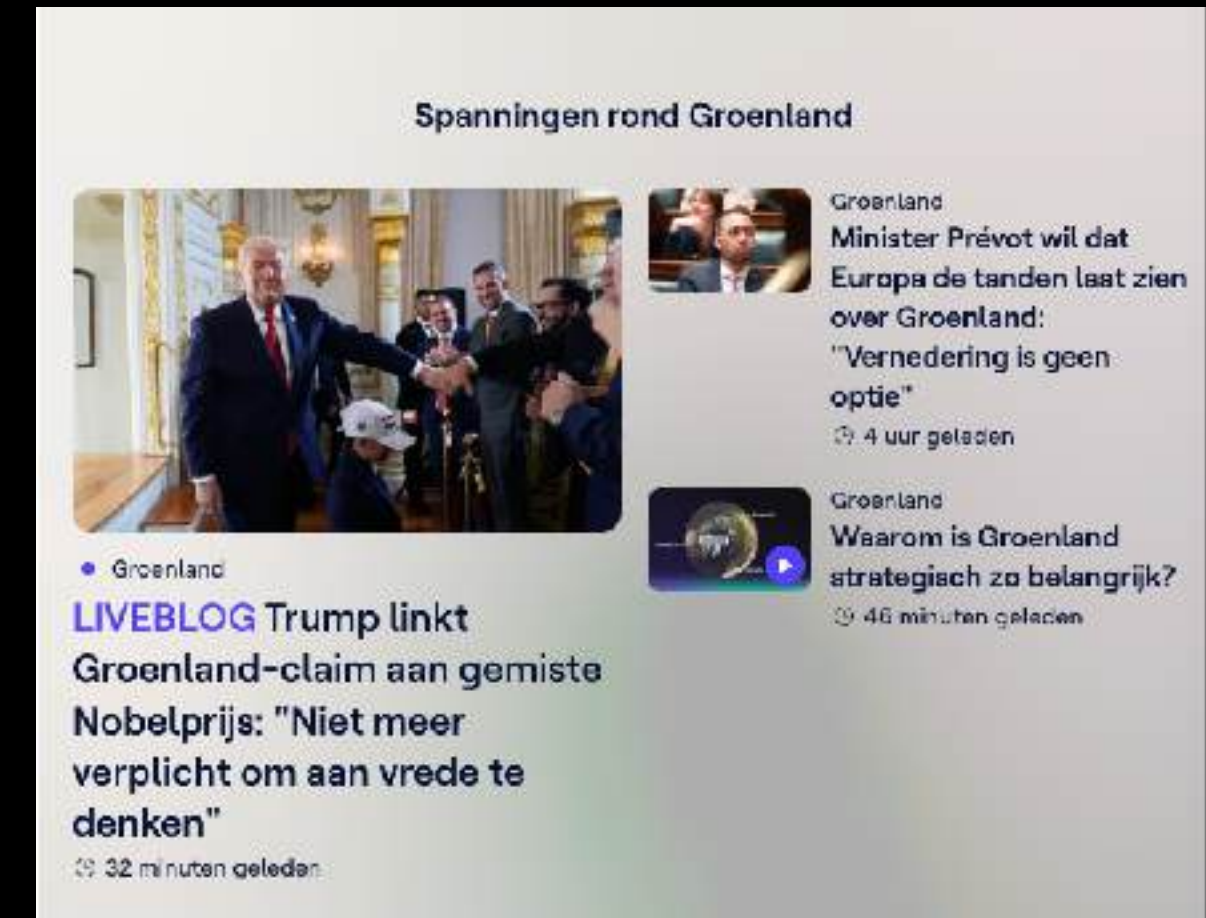 Spanningen rond Groenland
Groenland
LIVEBLOG Trump linkt
Groenland-claim aan gemiste
Nobelprijs: "Niet meer
verplicht om aan vrede te
denken"
32 minuten geleden
Groenland
Minister Prévot wil dat
Europa de tanden laat zien
over Groenland:
"Vernedering is geen
optie"
4 uur geleden
Groenland
Waarom is Groenland
strategisch zo belangrijk?
46 minuten geleden